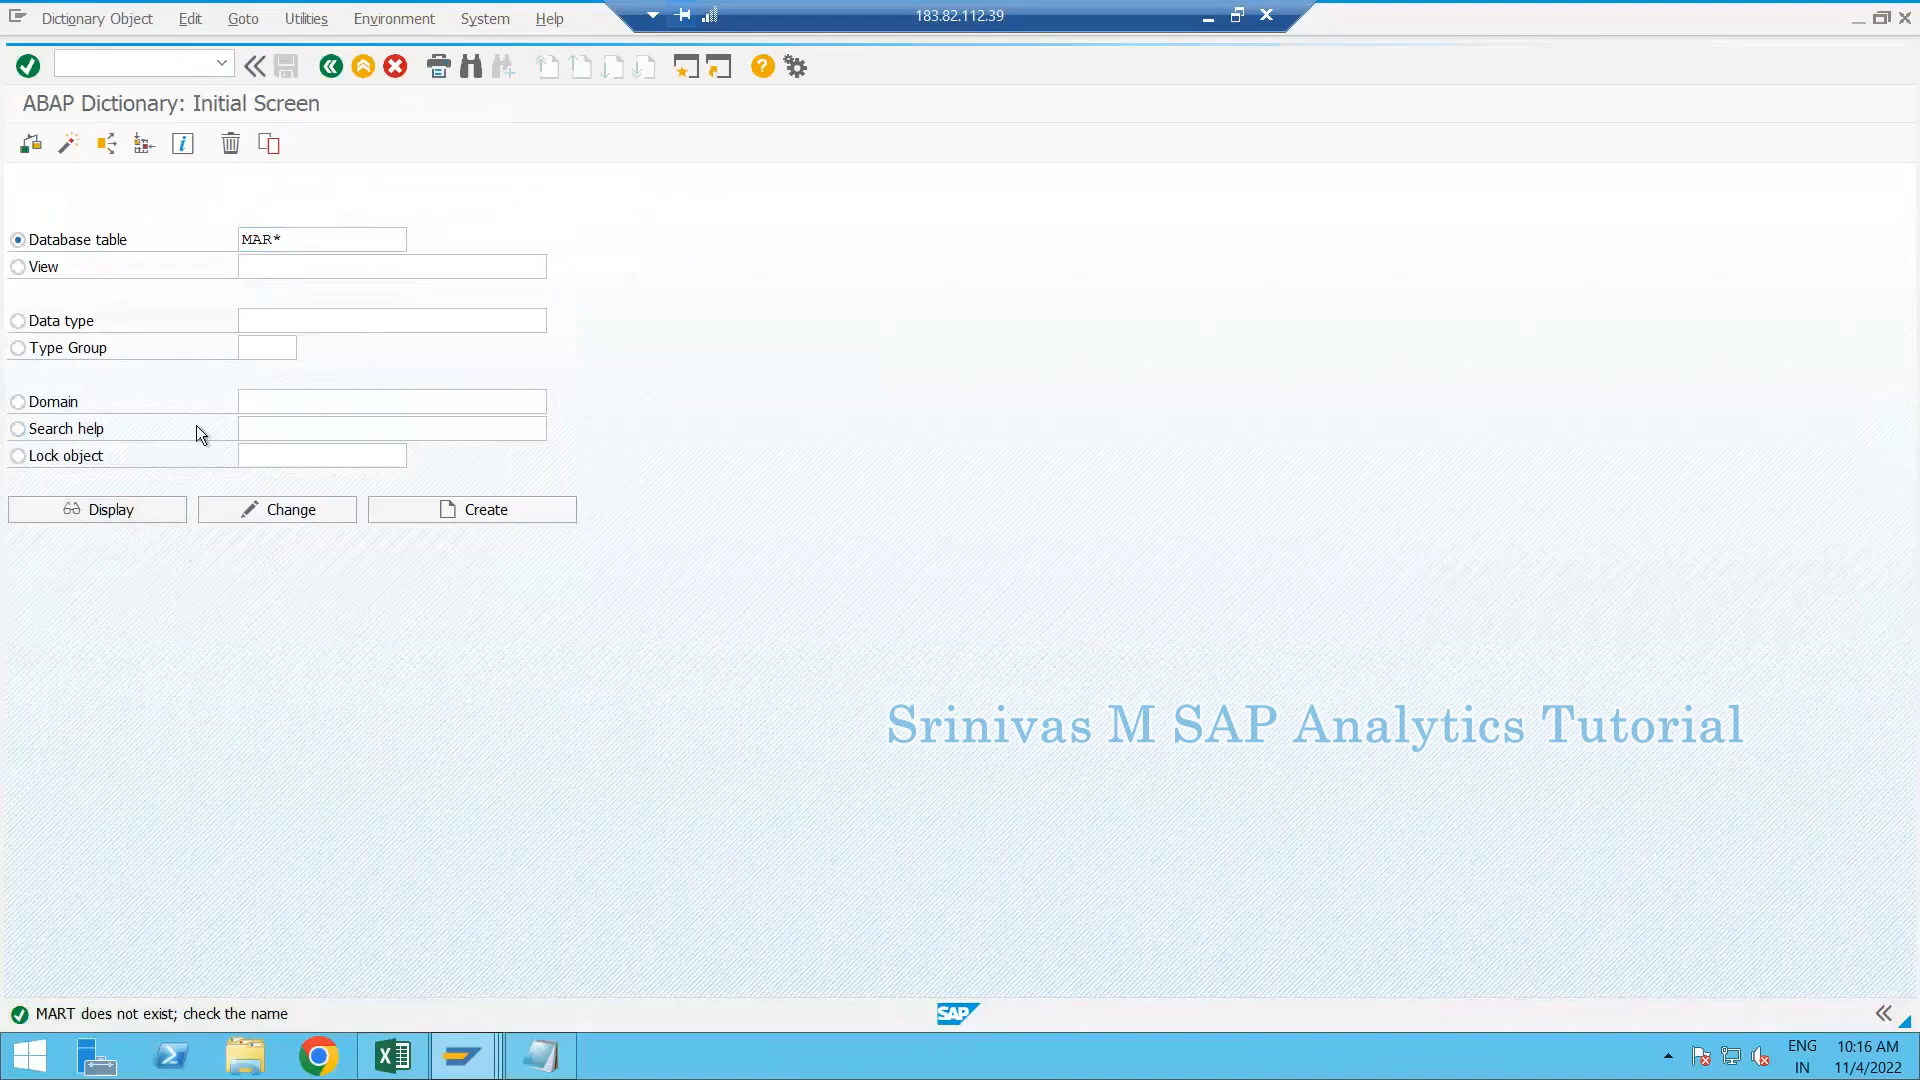 Dictionary Object Edit Goto Utilities Environment System Help
183.82.112.39
ABAP Dictionary: Initial Screen
Database table MAR*
View
Data type
Type Group
Domain
Search help
Lock object
Display Change Create
Srinivas M SAP Analytics Tutorial
MART does not exist; check the name
SAP
ENG 10:16 AM
IN 11/4/2022